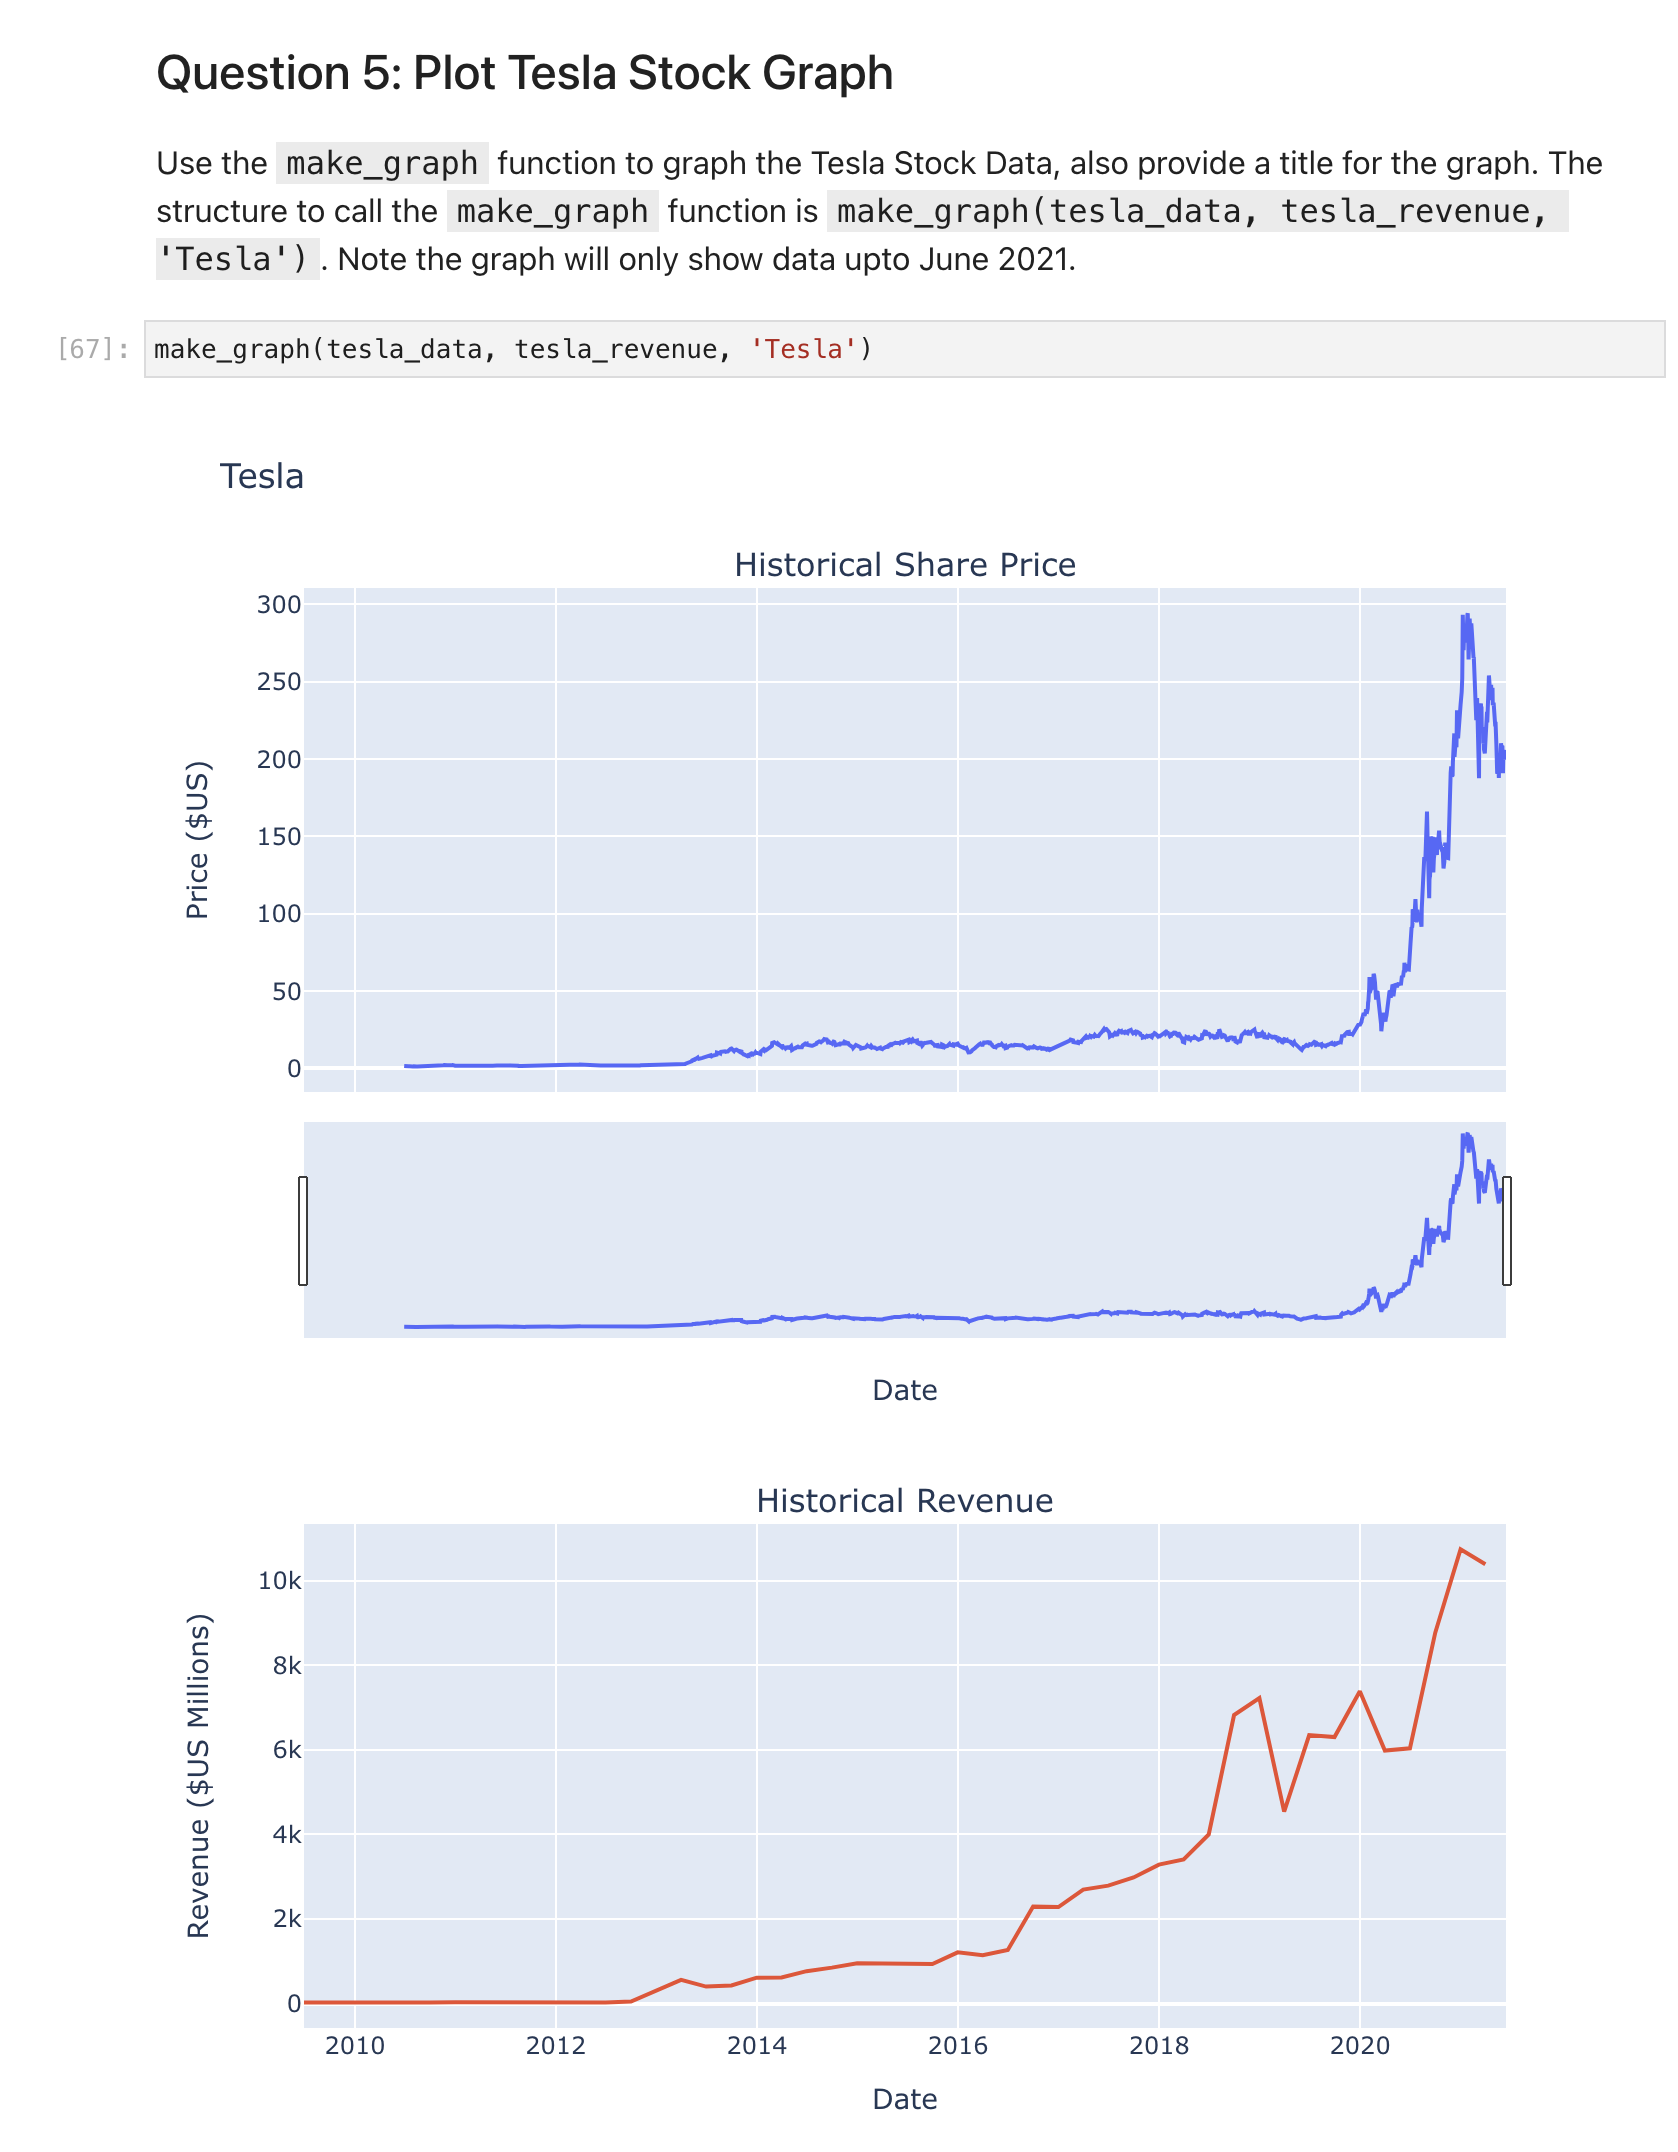 Question 5: Plot Tesla Stock Graph
Use the make_graph function to graph the Tesla Stock Data, also provide a title for the graph. The
structure to call the make_graph function is make_graph(tesla_data, tesla_revenue,
'Tesla') . Note the graph will only show data upto June 2021.
[67]: make_graph(tesla_data, tesla_revenue, 'Tesla')
Tesla
Historical Share Price
300
250
200
150
100
50
0
Price ($US)
Date
Historical Revenue
10k
8k
6k
4k
2k
0
Revenue ($US Millions)
2010 2012 2014 2016 2018 2020
Date